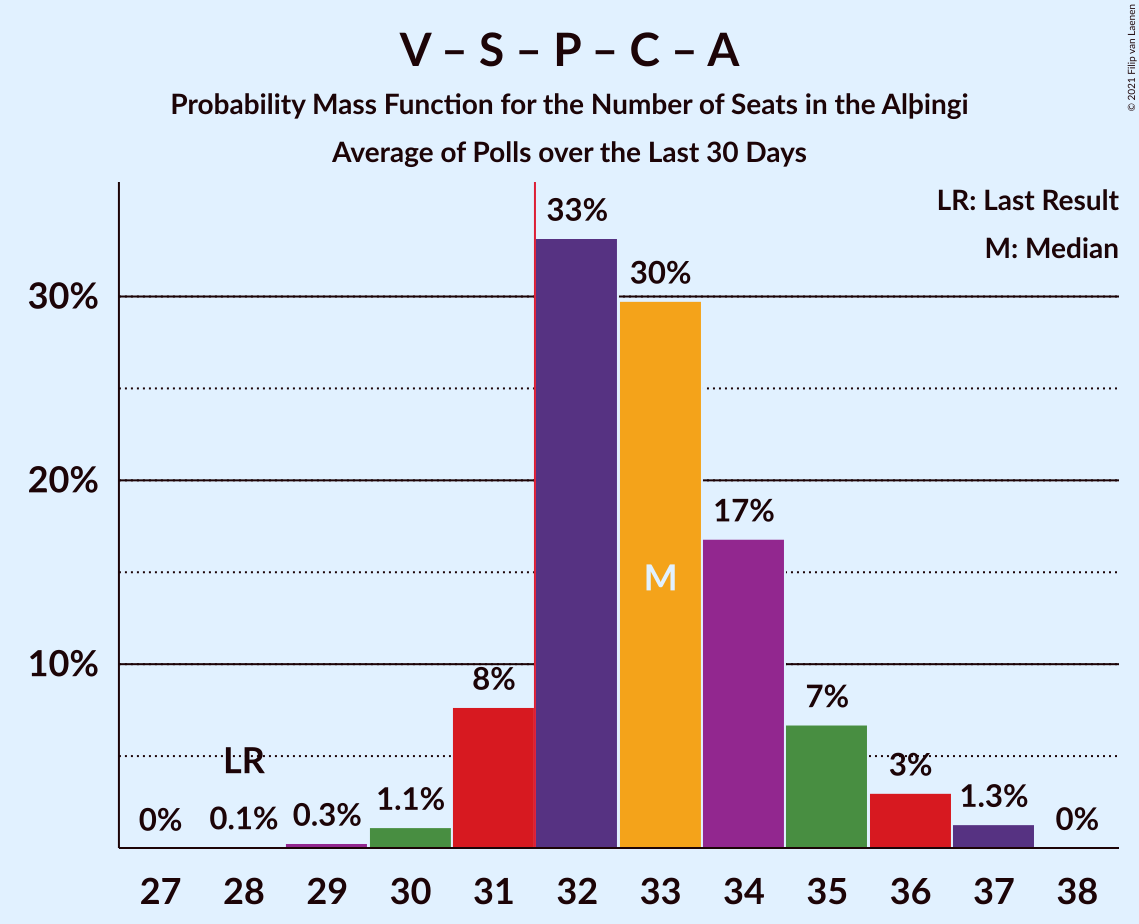 V – S – P – C – A
Probability Mass Function for the Number of Seats in the Alþingi
Average of Polls over the Last 30 Days
© 2021 Filip van Laenen
LR: Last Result
M: Median
30%
20%
10%
0%
LR
0.1%
0.3%
1.1%
8%
33%
30%
M
17%
7%
3%
1.3%
0%
27 28 29 30 31 32 33 34 35 36 37 38